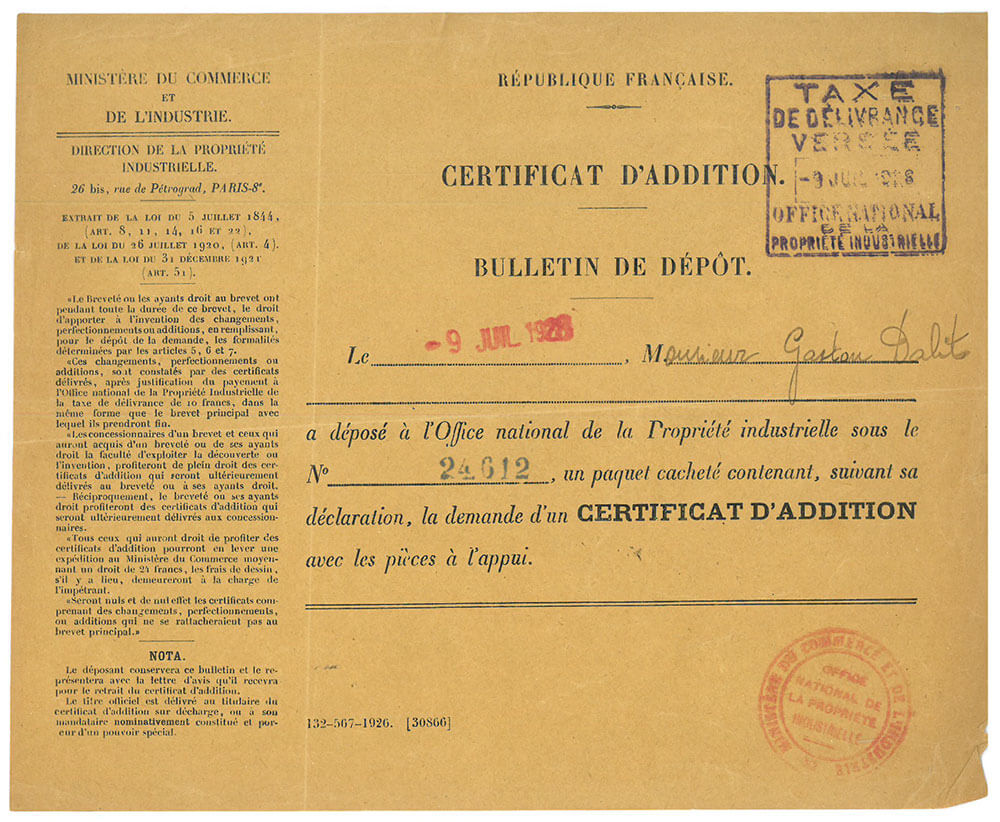 MINISTÈRE DU COMMERCE
ET
DE L'INDUSTRIE.
DIRECTION DE LA PROPRIÉTÉ
INDUSTRIELLE.
26 bis, rue de Pétrograd, PARIS-8e.
EXTRAIT DE LA LOI DU 5 JUILLET 1844,
(ART. 8, 11, 14, 16 ET 22),
DE LA LOI DU 26 JUILLET 1920, (ART. 4).
ET DE LA LOI DU 31 DÉCEMBRE 1921
(ART. 51).
«Le Breveté ou les ayants droit au brevet ont
pendant toute la durée de ce brevet, le droit
d'apporter à l'invention des changements,
perfectionnements ou additions, en remplissant,
pour le dépôt de la demande, les formalités
déterminées par les articles 5, 6 et 7.
«Ces changements, perfectionnements ou
additions, sont constatés par des certificats
délivrés, après justification du payement à
l'Office national de la Propriété Industrielle de
la taxe de délivrance de 10 francs, dans la
même forme que le brevet principal avec
lequel ils prendront fin.
«Les concessionnaires d'un brevet et ceux qui
auront acquis d'un breveté ou de ses ayants
droit la faculté d'exploiter la découverte ou
l'invention, profiteront de plein droit des cer-
tificats d'addition qui seront ultérieurement
délivrés au breveté ou à ses ayants droit.
— Réciproquement, le breveté ou ses ayants
droit profiteront des certificats d'addition qui
seront ultérieurement délivrés aux concession-
naires.
«Tous ceux qui auront droit de profiter des
certificats d'addition pourront en lever une
expédition au Ministère du Commerce moyen-
nant un droit de 24 francs, les frais de dessin,
s'il y a lieu, demeureront à la charge de
l'impétrant.
«Seront nuls et de nul effet les certificats com-
prenant des changements, perfectionnements,
ou additions qui ne se rattacheraient pas au
brevet principal.»
NOTA.
Le déposant conservera ce bulletin et le re-
présentera avec la lettre d'avis qu'il recevra
pour le retrait du certificat d'addition.
Le titre officiel est délivré au titulaire du
certificat d'addition sur décharge, ou à son
mandataire nominativement constitué et por-
eur d'un pouvoir spécial.
RÉPUBLIQUE FRANÇAISE.
CERTIFICAT D'ADDITION.
BULLETIN DE DÉPÔT.
TAXE
DE DÉLIVRANCE
VERSÉE
-9 JUIL 1928
OFFICE NATIONAL
DE LA
PROPRIÉTÉ INDUSTRIELLE
Le -9 JUIL 1928, Monsieur Gaston
a déposé à l'Office national de la Propriété industrielle sous le
N° 24612, un paquet cacheté contenant, suivant sa
déclaration, la demande d'un CERTIFICAT D'ADDITION
avec les pièces à l'appui.
132-567-1926. [30866]
MINISTÈRE DU COMMERCE ET DE L'INDUSTRIE
OFFICE
NATIONAL DE
LA PROPRIÉTÉ
INDUSTRIELLE